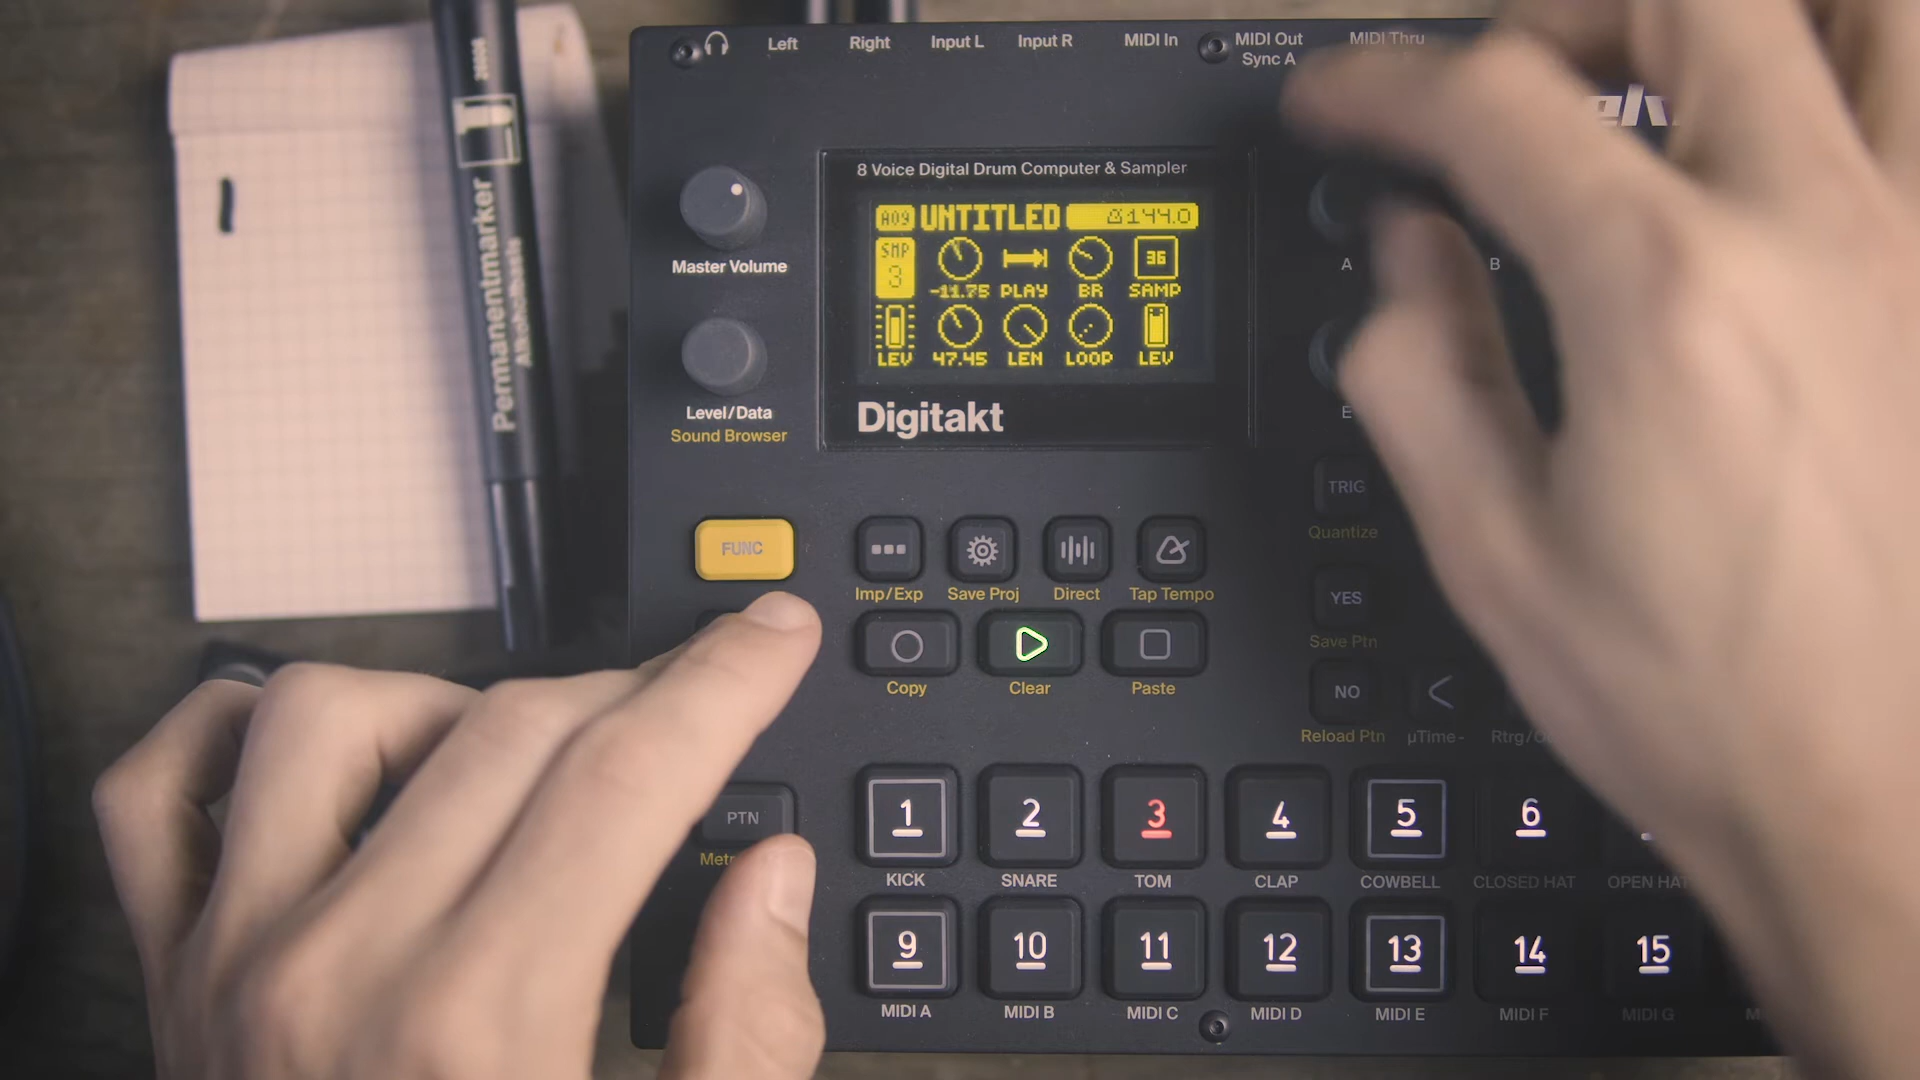 Left Right Input L Input R MIDI In MIDI Out MIDI Thru
Sync A
Permanentmarker
8 Voice Digital Drum Computer & Sampler
A09 UNTITLED 144.0
SMP
3
36
-11.75 PLAY BR SAMP
LEV 47.45 LEN LOOP LEV
Digitakt
Master Volume
Level/Data
Sound Browser
A B
E
FUNC
Imp/Exp Save Proj Direct Tap Tempo
Copy Clear Paste
TRIG
Quantize
YES
Save Ptn
NO
Reload Ptn µTime-
PTN
1 2 3 4 5 6
KICK SNARE TOM CLAP COWBELL CLOSED HAT OPEN HAT
9 10 11 12 13 14 15
MIDI A MIDI B MIDI C MIDI D MIDI E MIDI F MIDI G